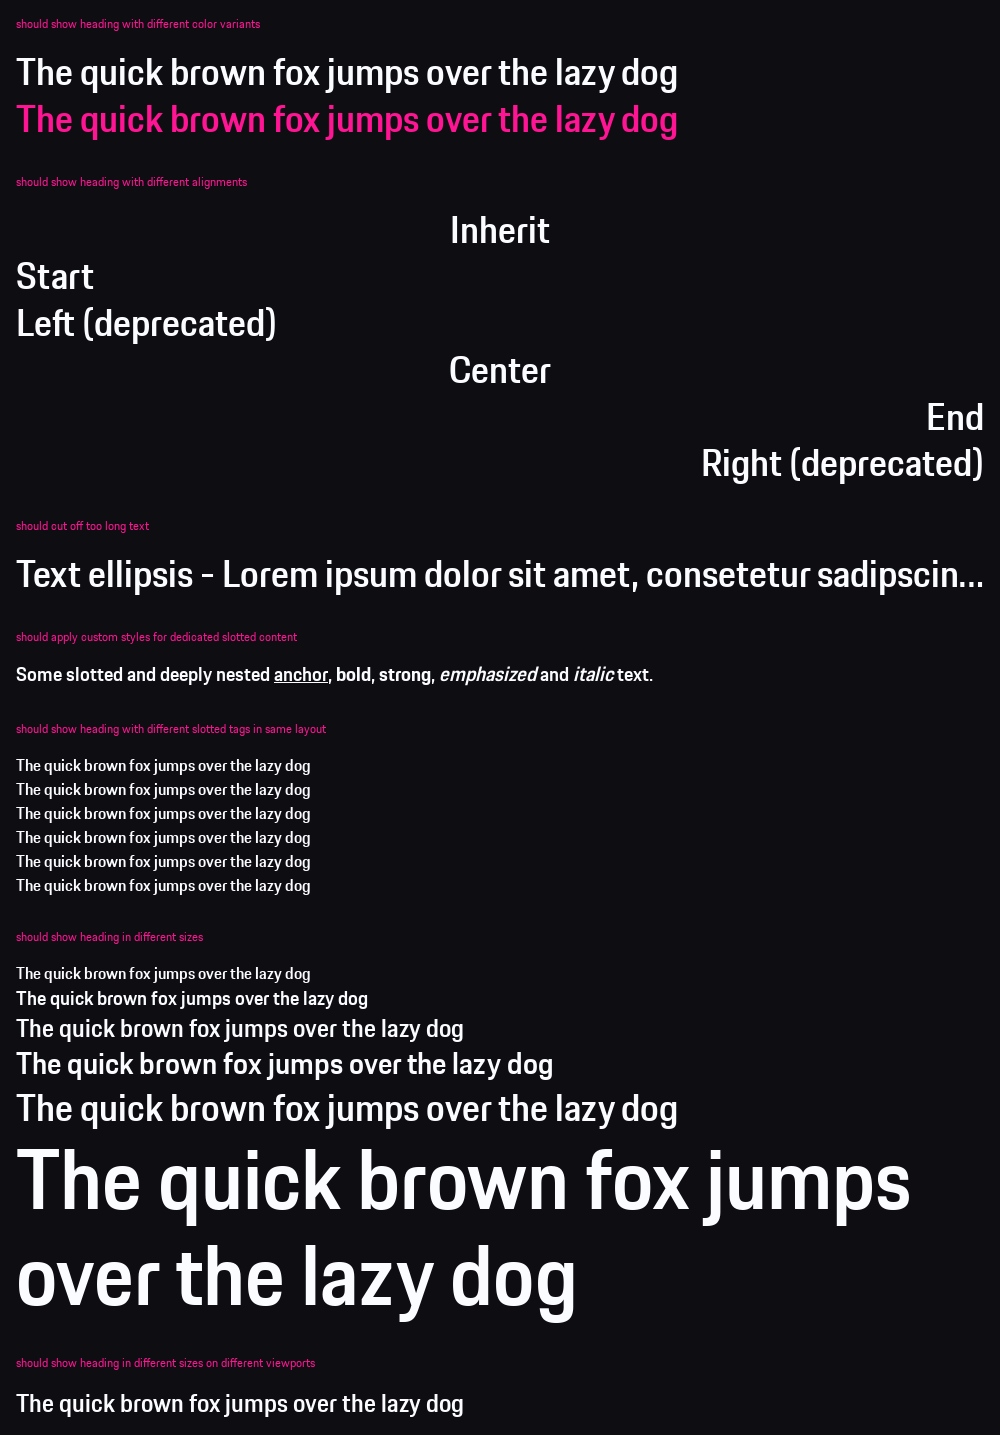 should show heading with different color variants
The quick brown fox jumps over the lazy dog
The quick brown fox jumps over the lazy dog
should show heading with different alignments
Inherit
Start
Left (deprecated)
Center
End
Right (deprecated)
should cut off too long text
Text ellipsis - Lorem ipsum dolor sit amet, consetetur sadipscin…
should apply custom styles for dedicated slotted content
Some slotted and deeply nested anchor, bold, strong, emphasized and italic text.
should show heading with different slotted tags in same layout
The quick brown fox jumps over the lazy dog
The quick brown fox jumps over the lazy dog
The quick brown fox jumps over the lazy dog
The quick brown fox jumps over the lazy dog
The quick brown fox jumps over the lazy dog
The quick brown fox jumps over the lazy dog
should show heading in different sizes
The quick brown fox jumps over the lazy dog
The quick brown fox jumps over the lazy dog
The quick brown fox jumps over the lazy dog
The quick brown fox jumps over the lazy dog
The quick brown fox jumps over the lazy dog
The quick brown fox jumps
over the lazy dog
should show heading in different sizes on different viewports
The quick brown fox jumps over the lazy dog